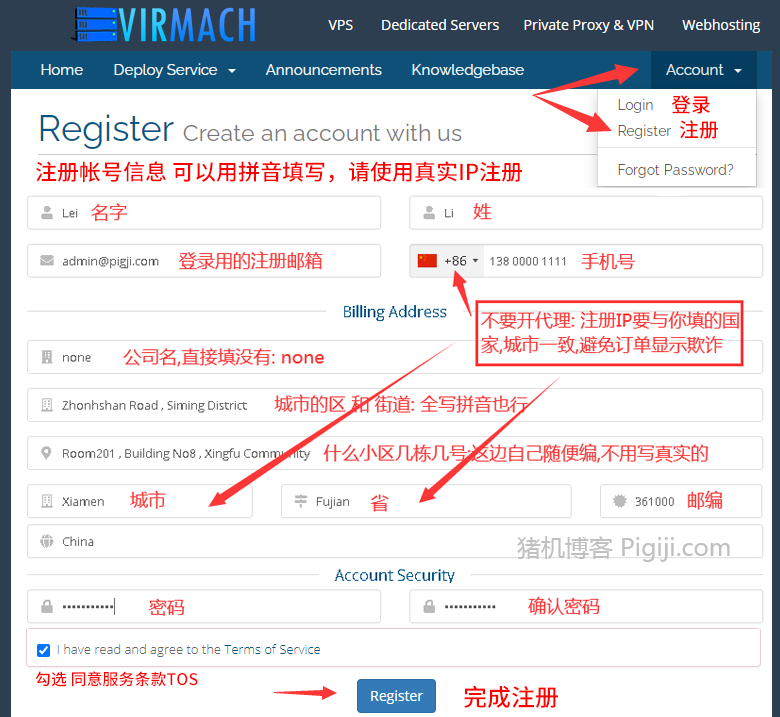 VIRMACH
VPS Dedicated Servers Private Proxy & VPN Webhosting
Home Deploy Service Announcements Knowledgebase Account
Login 登录
Register 注册
Forgot Password?
Register Create an account with us
注册帐号信息 可以用拼音填写，请使用真实IP注册
Lei 名字 Li 姓
admin@pigji.com 登录用的注册邮箱 +86 138 0000 1111 手机号
Billing Address
不要开代理: 注册IP要与你填的国
家,城市一致,避免订单显示欺诈
none 公司名,直接填没有: none
Zhonhshan Road , Siming District 城市的区 和 街道: 全写拼音也行
Room201 , Building No8 , Xingfu Community 什么小区几栋几号:这边自己随便编,不用写真实的
Xiamen 城市 Fujian 省 361000 邮编
China
猪机博客 Pigiji.com
Account Security
密码 确认密码
I have read and agree to the Terms of Service
勾选 同意服务条款TOS
Register 完成注册